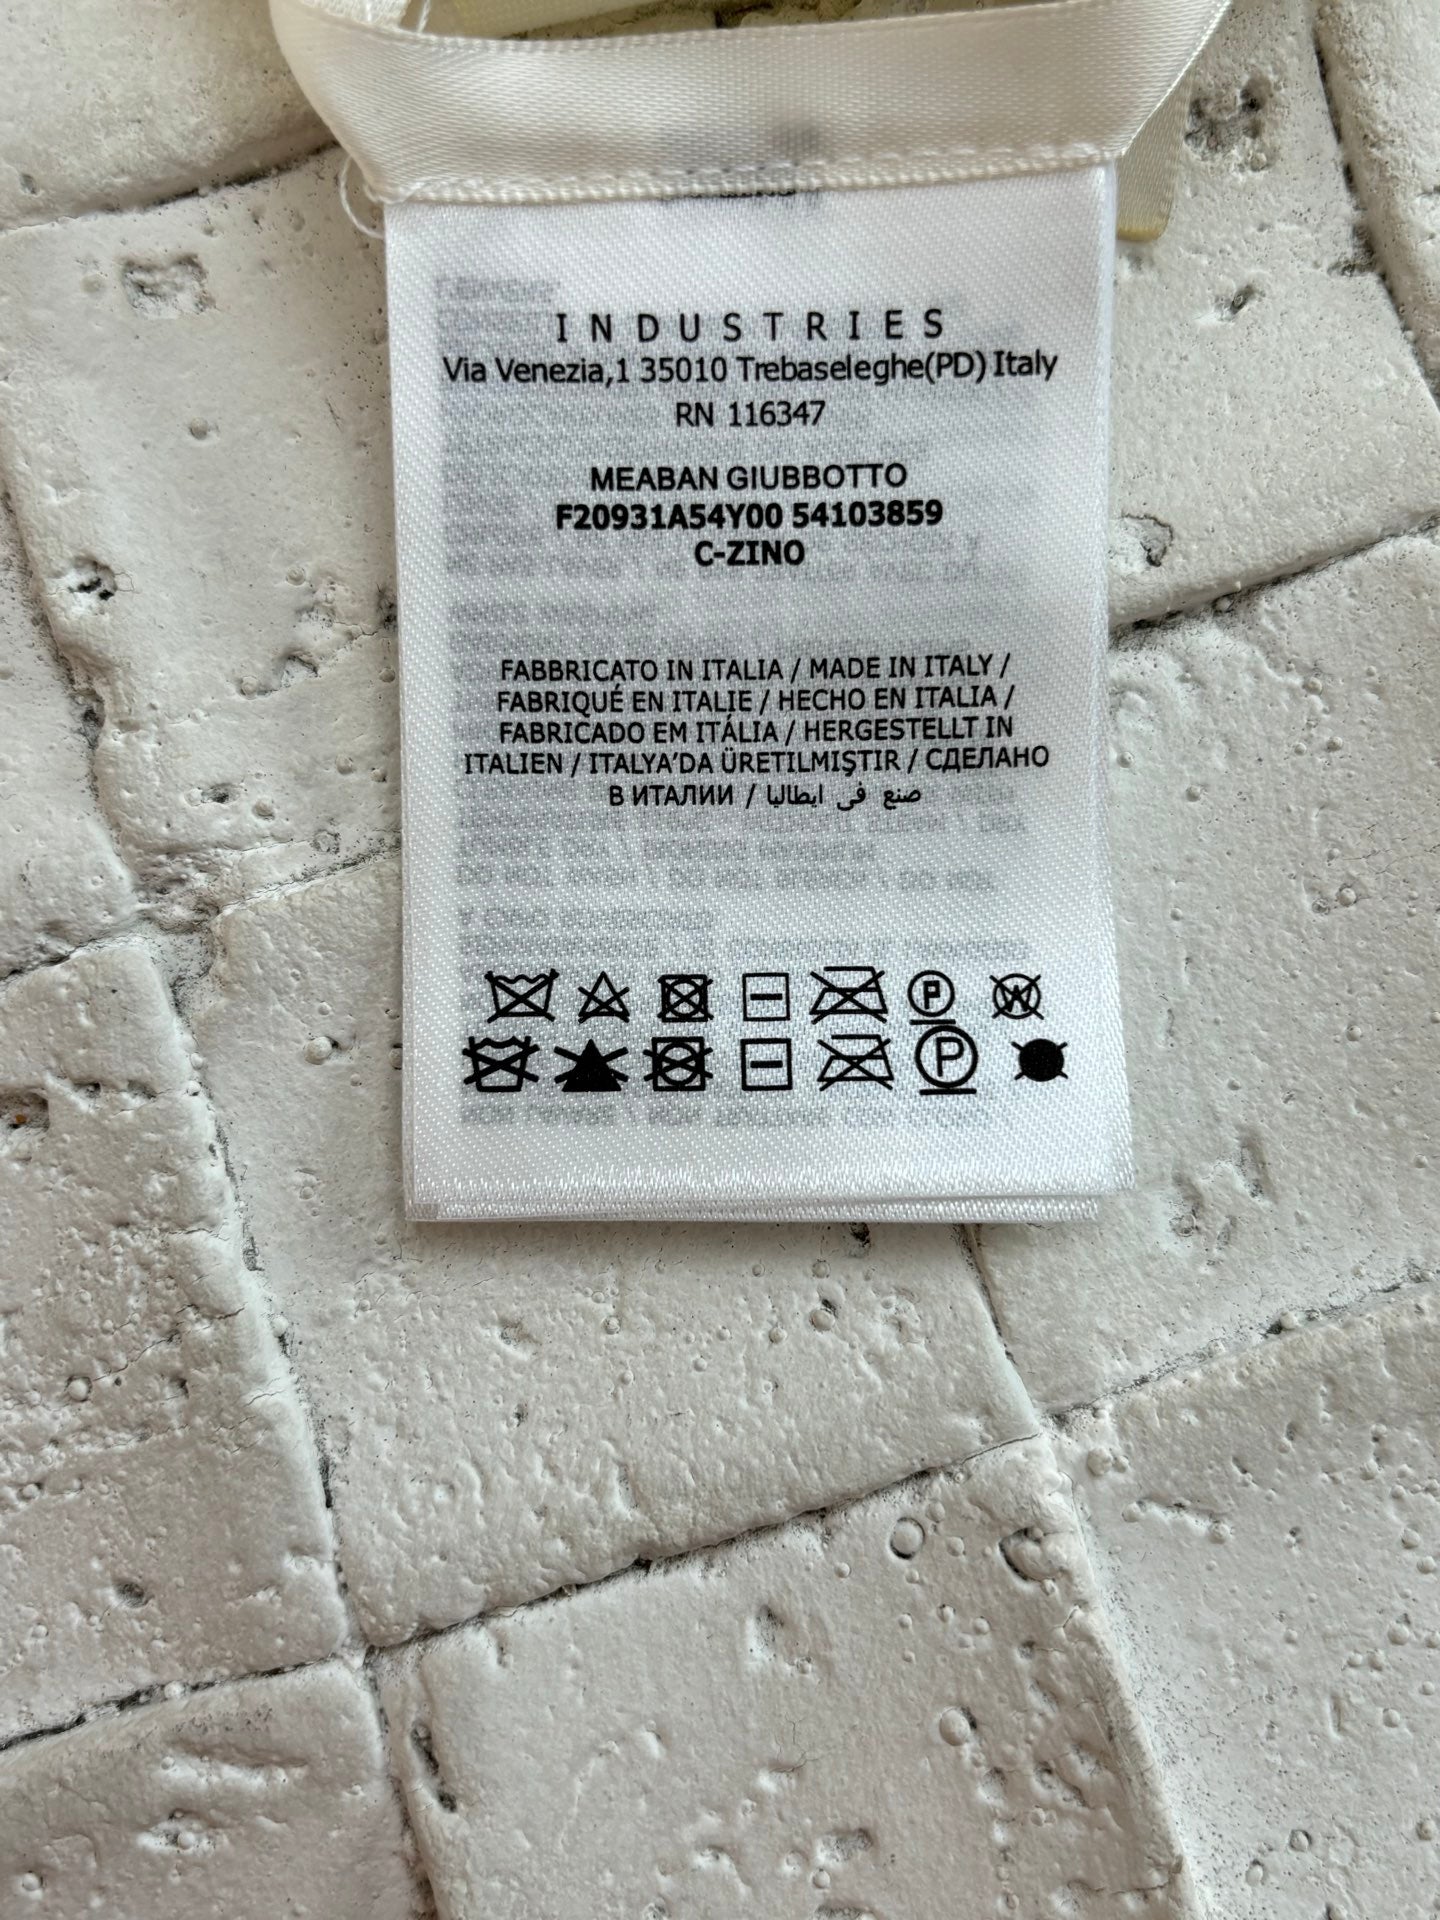 INDUSTRIES
Via Venezia,1 35010 Trebaseleghe(PD) Italy
RN 116347
MEABAN GIUBBOTTO
F20931A54Y00 54103859
C-ZINO
FABBRICATO IN ITALIA / MADE IN ITALY /
FABRIQUÉ EN ITALIE / HECHO EN ITALIA /
FABRICADO EM ITÁLIA / HERGESTELLT IN
ITALIEN / ITALYA'DA ÜRETILMIŞTIR / СДЕЛАНО
В ИТАЛИИ / صنع في ايطاليا
P W
P